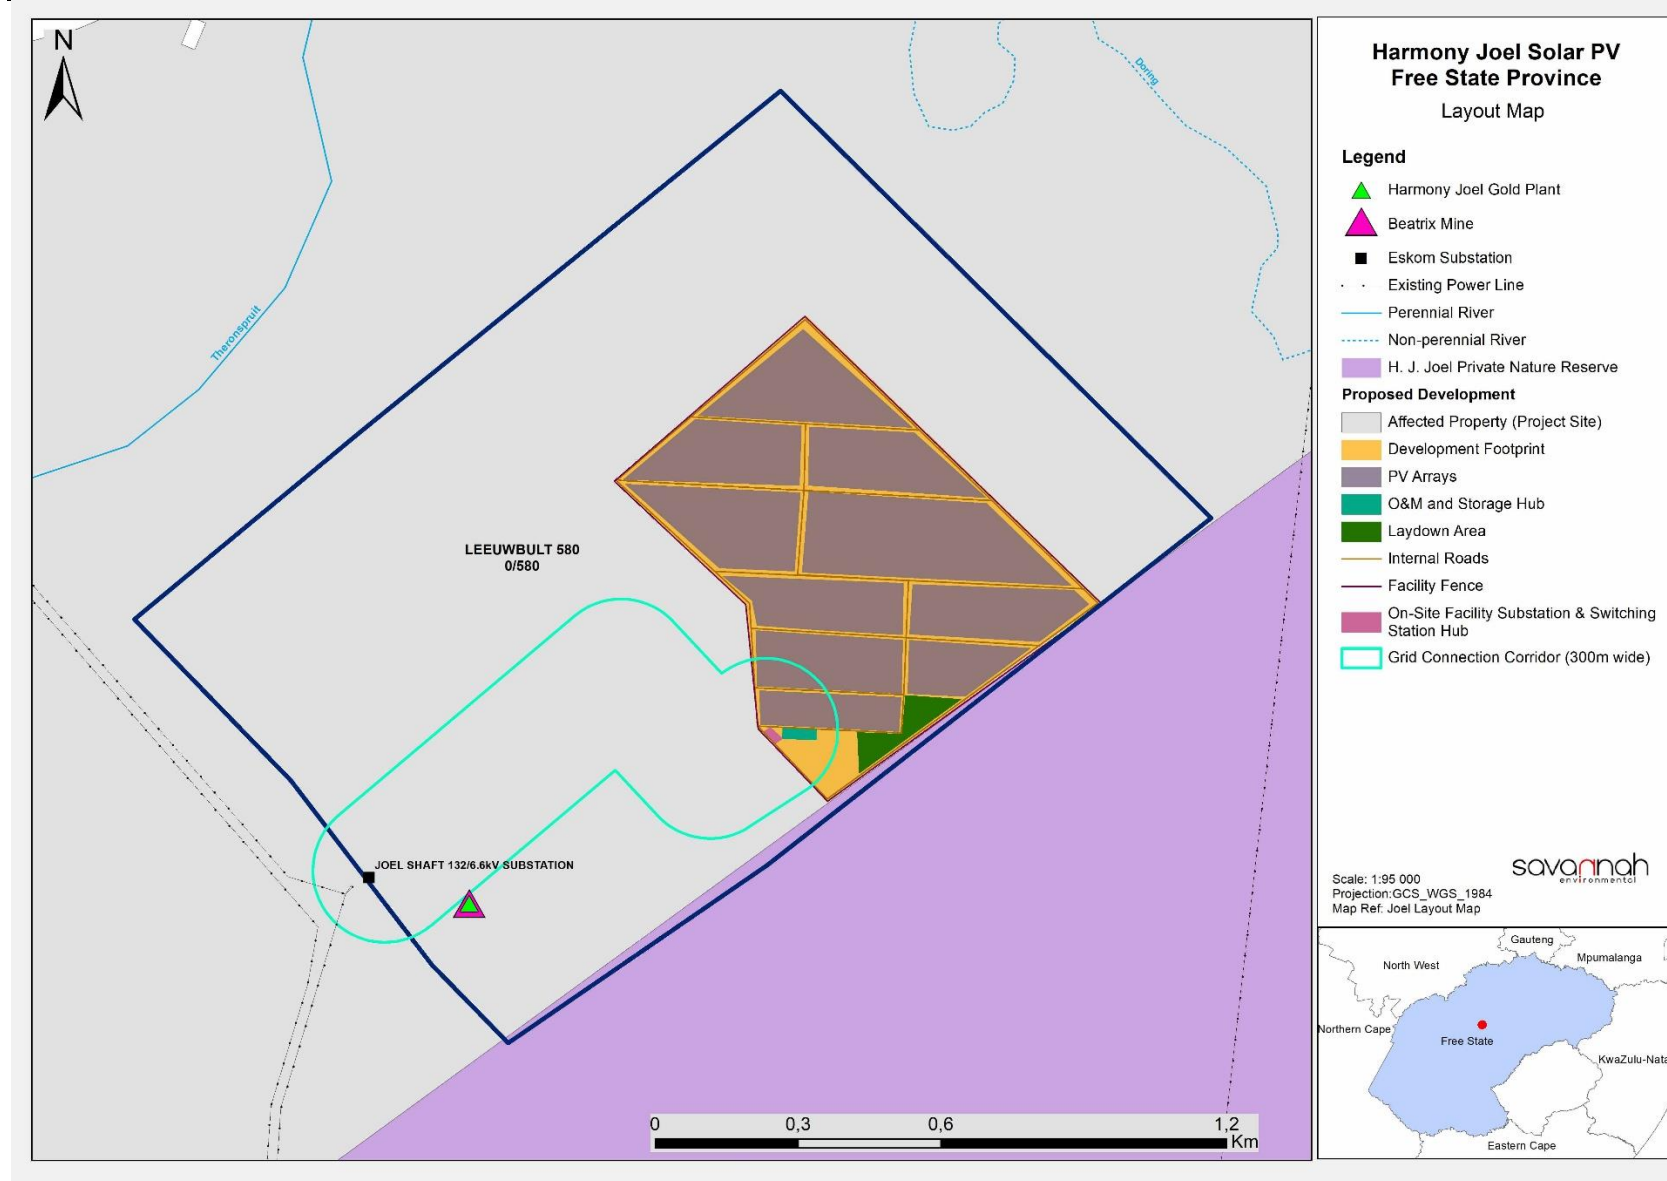 N
Theronspruit
Doring
LEEUWBULT 580
0/580
JOEL SHAFT 132/6.6kV SUBSTATION
0
0,3
0,6
1,2
Km
Harmony Joel Solar PV
Free State Province
Layout Map
Legend
Harmony Joel Gold Plant
Beatrix Mine
Eskom Substation
Existing Power Line
Perennial River
Non-perennial River
H. J. Joel Private Nature Reserve
Proposed Development
Affected Property (Project Site)
Development Footprint
PV Arrays
O&M and Storage Hub
Laydown Area
Internal Roads
Facility Fence
On-Site Facility Substation & Switching
Station Hub
Grid Connection Corridor (300m wide)
savannah
environmental
Scale: 1:95 000
Projection:GCS_WGS_1984
Map Ref: Joel Layout Map
Gauteng
North West
Mpumalanga
Northern Cape
Free State
KwaZulu-Nata
Eastern Cape